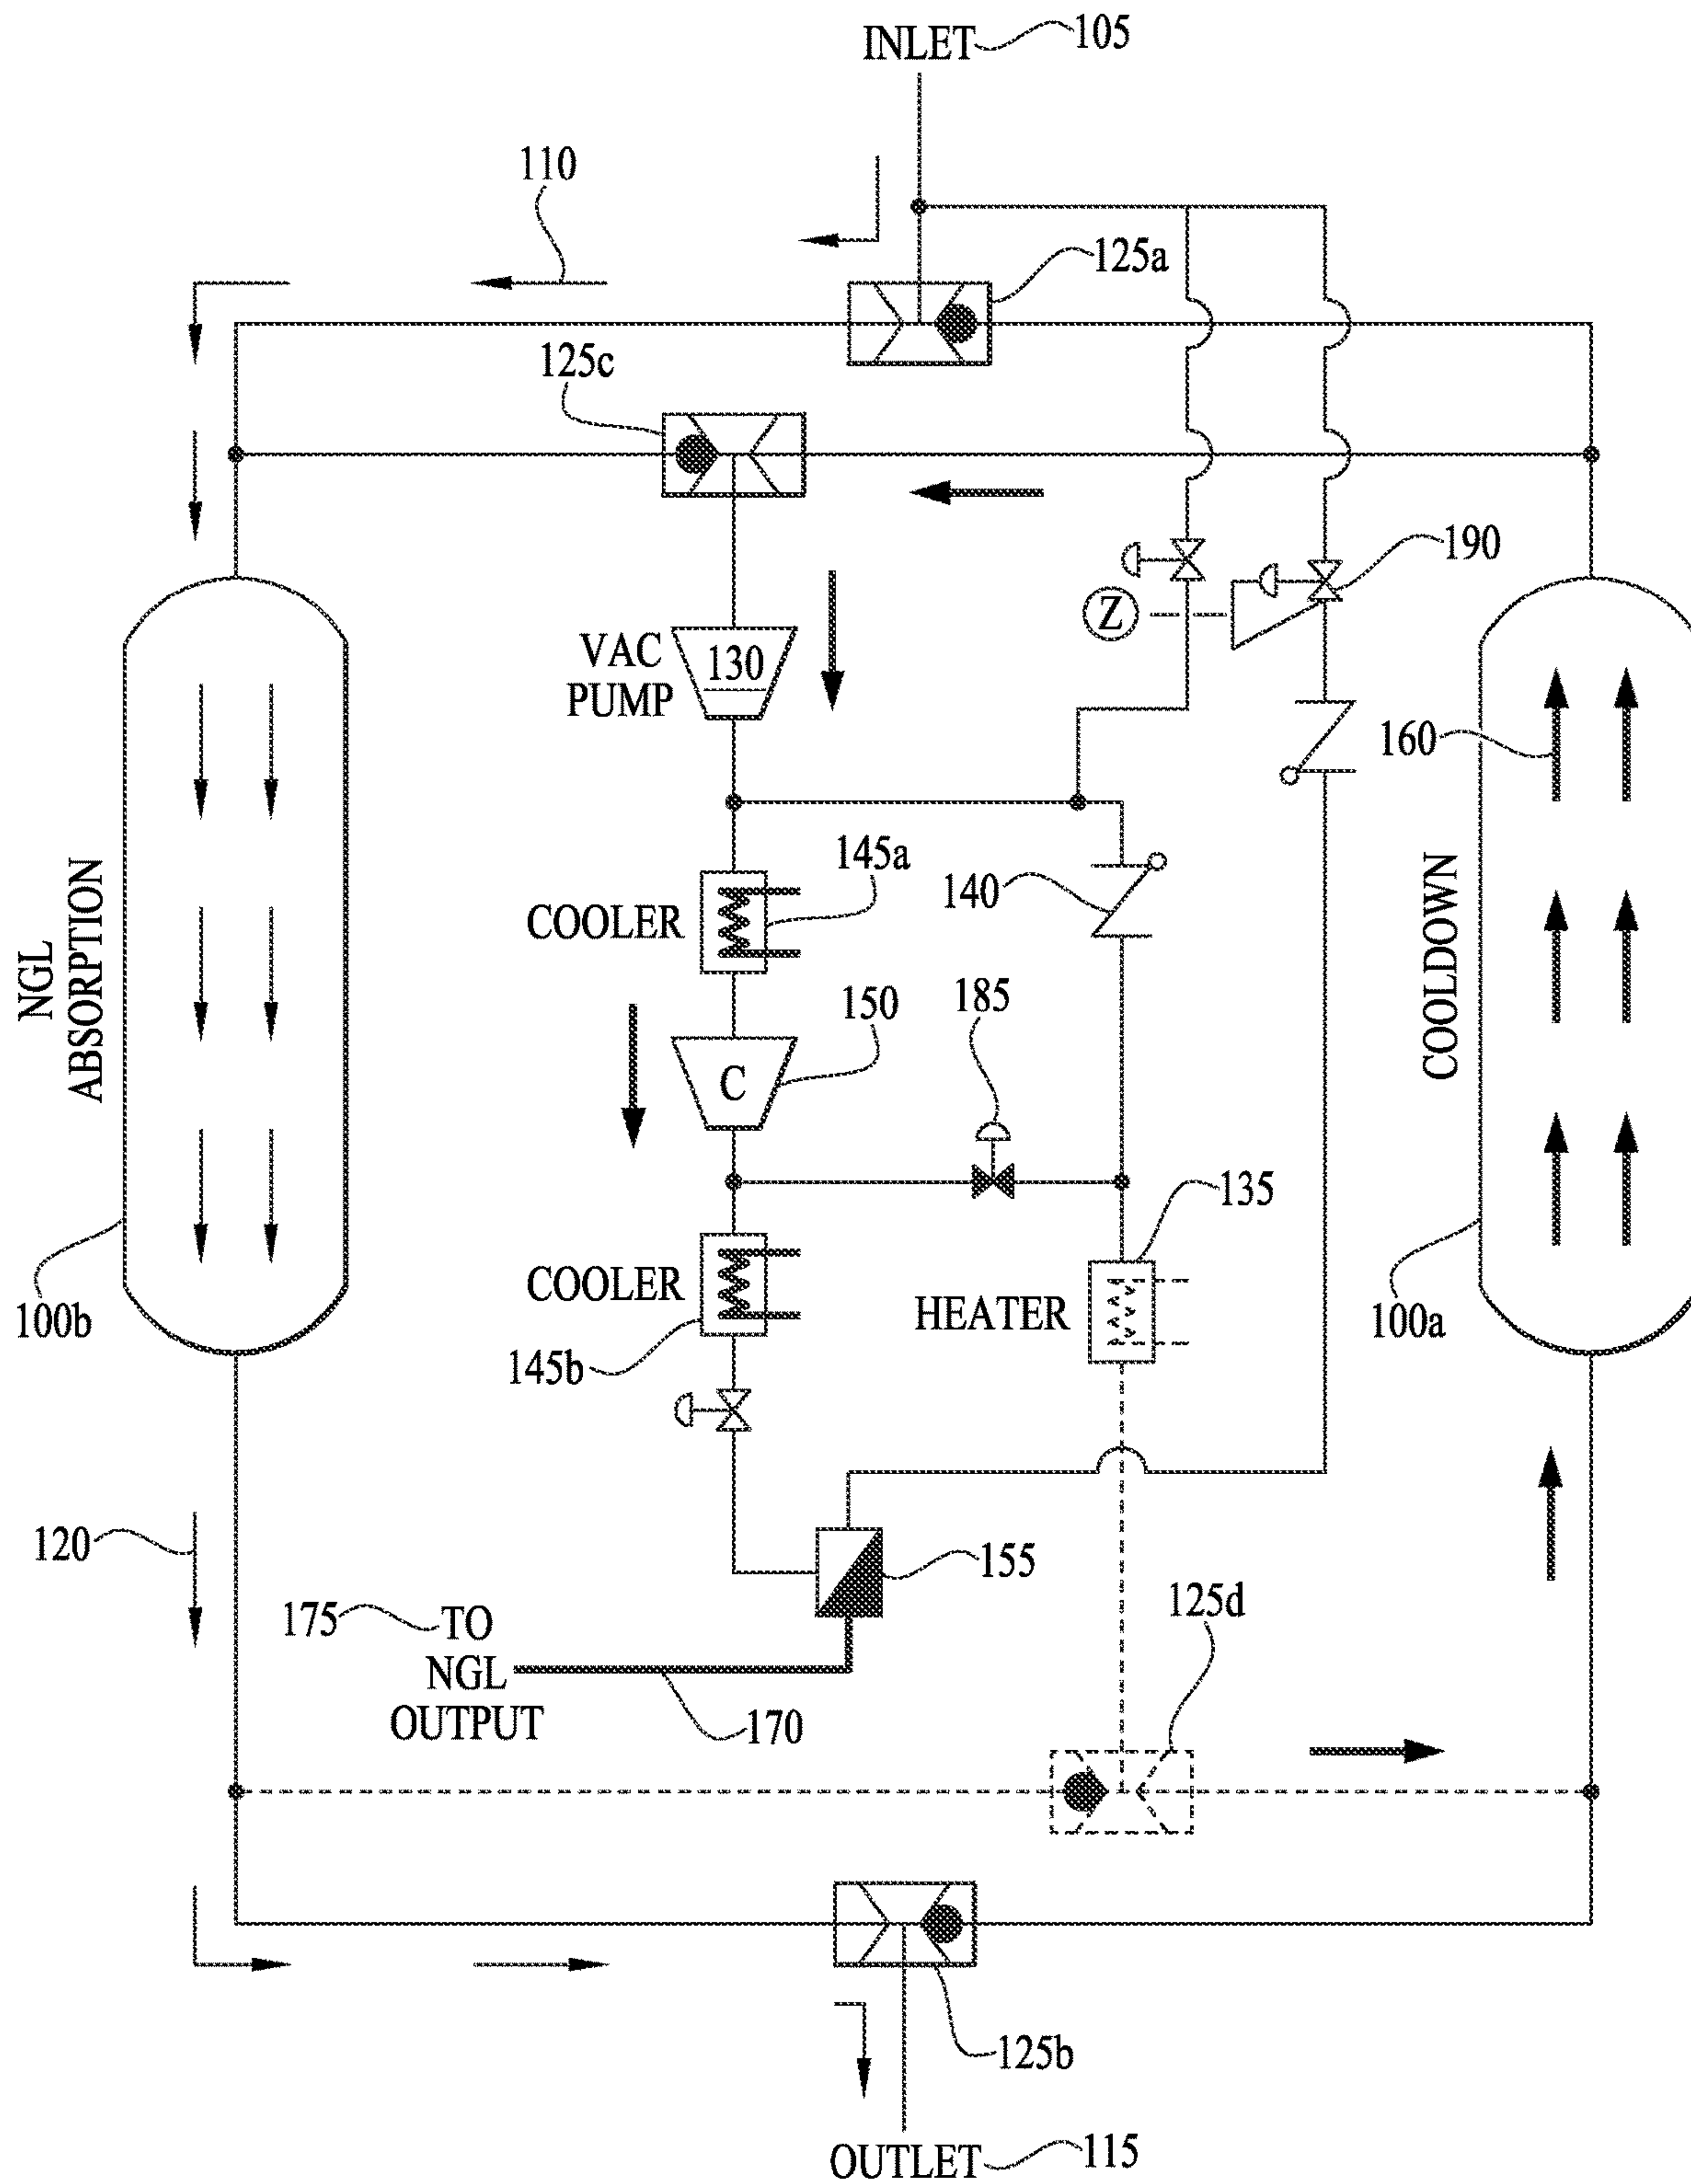 INLET 105
110
125a
125c
190
Z
VAC
PUMP
130
160
145a
COOLER
140
NGL
ABSORPTION
COOLDOWN
150
185
C
135
COOLER
HEATER
100b
100a
145b
120
155
175 TO
NGL
OUTPUT
125d
170
125b
OUTLET 115